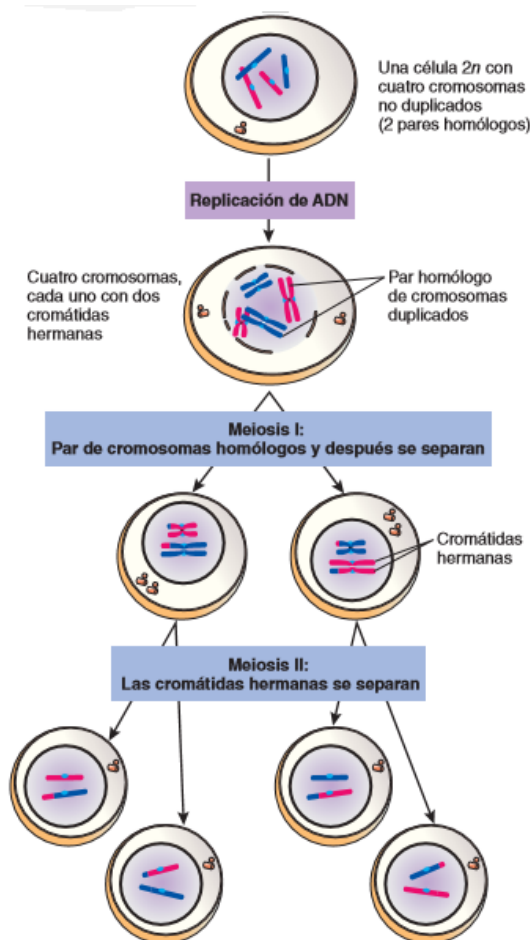 Una célula 2n con
cuatro cromosomas
no duplicados
(2 pares homólogos)
Replicación de ADN
Cuatro cromosomas,
cada uno con dos
cromátidas
hermanas
Par homólogo
de cromosomas
duplicados
Meiosis I:
Par de cromosomas homólogos y después se separan
Cromátidas
hermanas
Meiosis II:
Las cromátidas hermanas se separan